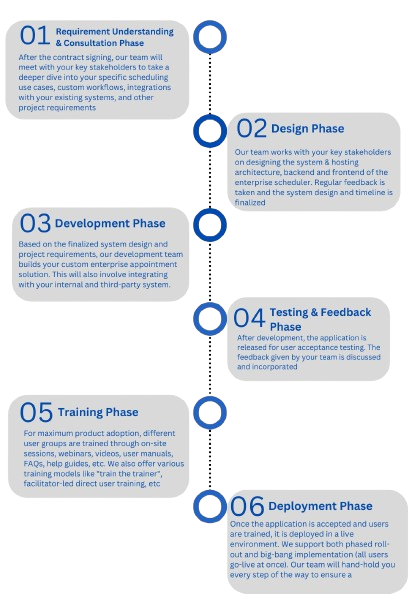 01 Requirement Understanding
& Consultation Phase
After the contract signing, our team will
meet with your key stakeholders to take a
deeper dive into your specific scheduling
use cases, custom workflows, integrations
with your existing systems, and other
project requirements
02 Design Phase
Our team works with your key stakeholders
on designing the system & hosting
architecture, backend and frontend of the
enterprise scheduler. Regular feedback is
taken and the system design and timeline is
finalized
03 Development Phase
Based on the finalized system design and
project requirements, our development team
builds your custom enterprise appointment
solution. This will also involve integrating
with your internal and third-party system.
04 Testing & Feedback
Phase
After development, the application is
released for user acceptance testing. The
feedback given by your team is discussed
and incorporated
05 Training Phase
For maximum product adoption, different
user groups are trained through on-site
sessions, webinars, videos, user manuals,
FAQs, help guides, etc. We also offer various
training models like "train the trainer",
facilitator-led direct user training, etc
06 Deployment Phase
Once the application is accepted and users
are trained, it is deployed in a live
environment. We support both phased roll-
out and big-bang implementation (all users
go-live at once). Our team will hand-hold you
every step of the way to ensure a